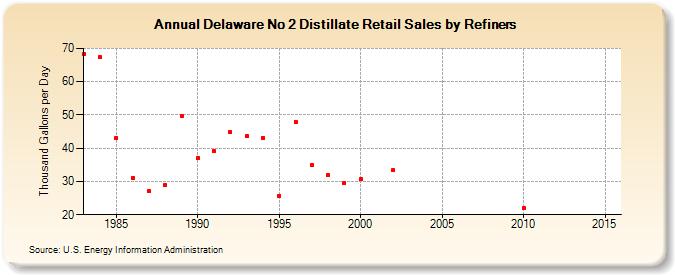 Annual Delaware No 2 Distillate Retail Sales by Refiners
Thousand Gallons per Day
70
60
50
40
30
20
1985 1990 1995 2000 2005 2010 2015
Source: U.S. Energy Information Administration